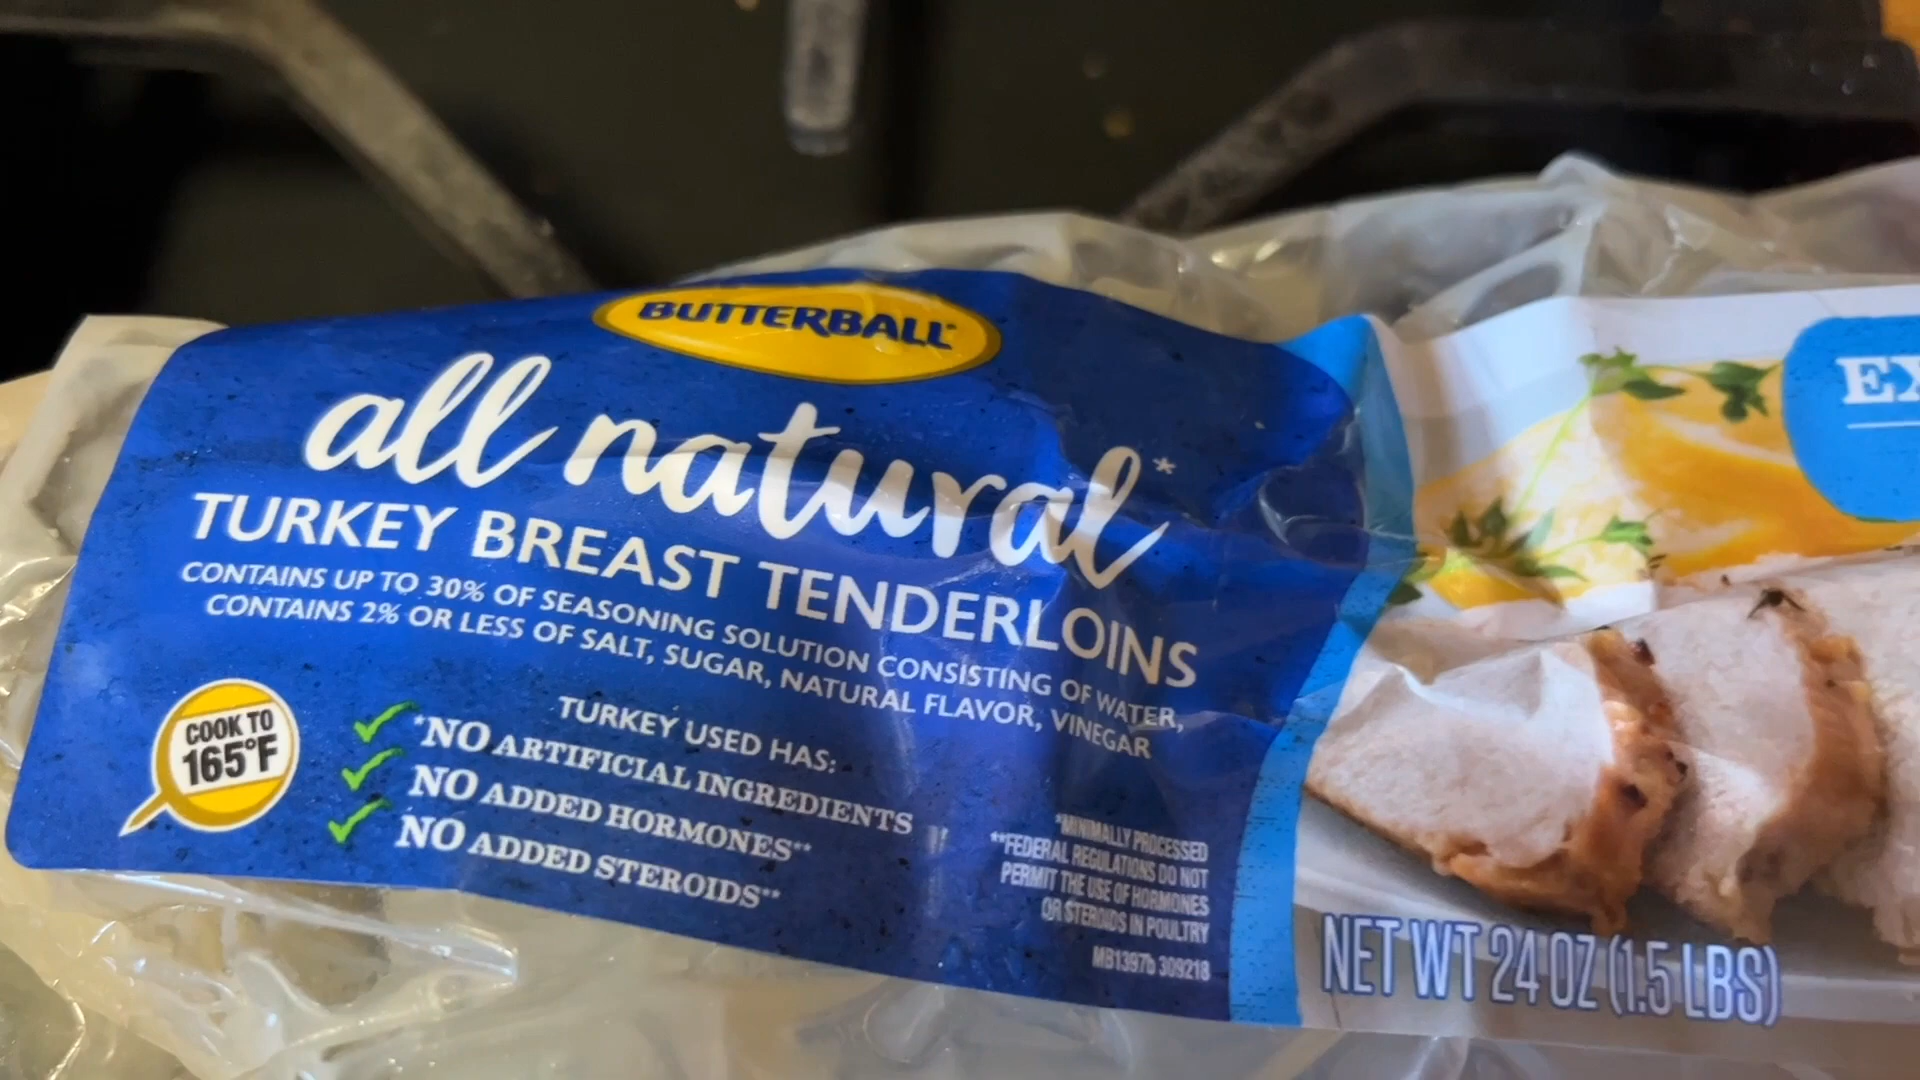 BUTTERBALL
all natural*
TURKEY BREAST TENDERLOINS
CONTAINS UP TO 30% OF SEASONING SOLUTION CONSISTING OF WATER,
CONTAINS 2% OR LESS OF SALT, SUGAR, NATURAL FLAVOR, VINEGAR
COOK TO
165°F
TURKEY USED HAS:
*NO ARTIFICIAL INGREDIENTS
NO ADDED HORMONES**
NO ADDED STEROIDS**
*MINIMALLY PROCESSED
**FEDERAL REGULATIONS DO NOT
PERMIT THE USE OF HORMONES
OR STEROIDS IN POULTRY
MB1397b 309218
EX
NET WT 24 OZ (1.5 LBS)